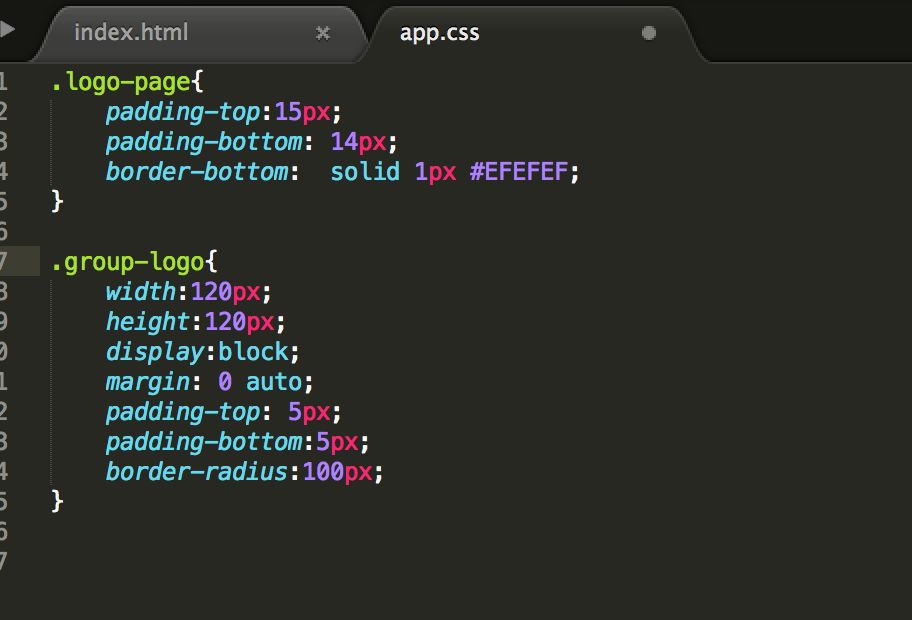 index.html
app.css
1 .logo-page{
2 padding-top:15px;
3 padding-bottom: 14px;
4 border-bottom:  solid 1px #EFEFEF;
5 }
6
7 .group-logo{
8 width:120px;
9 height:120px;
0 display:block;
1 margin: 0 auto;
2 padding-top: 5px;
3 padding-bottom:5px;
4 border-radius:100px;
5 }
6
7